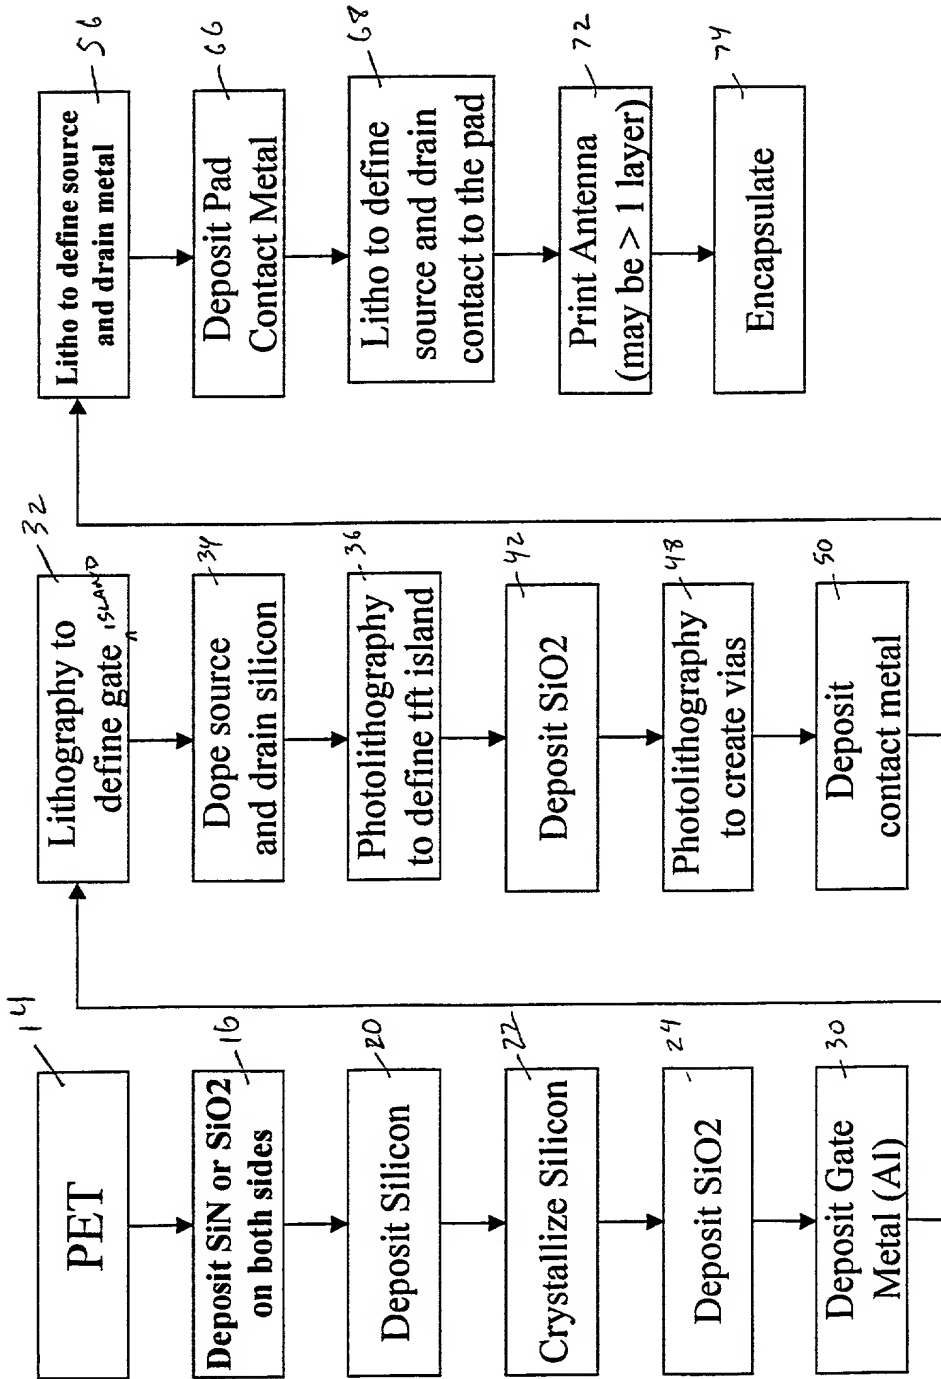 PET
14
Deposit SiN or SiO2
on both sides
16
Deposit Silicon
20
Crystallize Silicon
22
Deposit SiO2
24
Deposit Gate
Metal (Al)
30
Lithography to
define gate ISLAND
32
Dope source
and drain silicon
34
Photolithography
to define tft island
36
Deposit SiO2
42
Photolithography
to create vias
48
Deposit
contact metal
50
Litho to define source
and drain metal
56
Deposit Pad
Contact Metal
66
Litho to define
source and drain
contact to the pad
68
Print Antenna
(may be > 1 layer)
72
Encapsulate
74